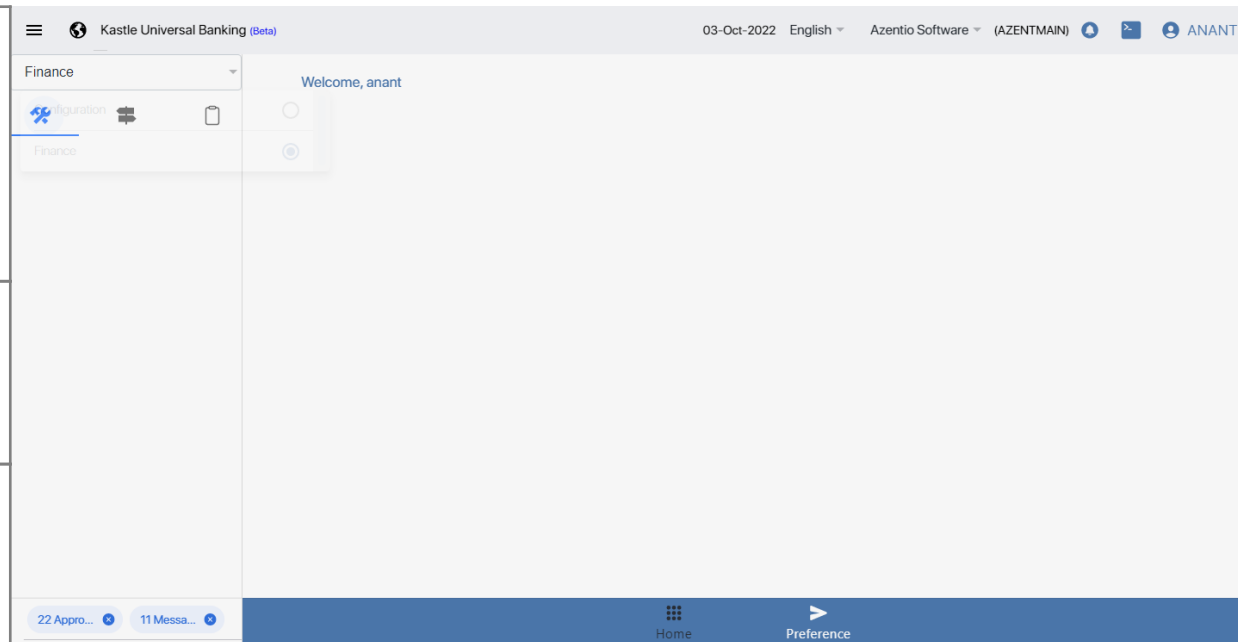 Kastle Universal Banking (Beta) 03-Oct-2022 English Azentio Software (AZENTMAIN) ANANT
Finance
Welcome, anant
Configuration
Finance
22 Appro... 11 Messa...
Home Preference